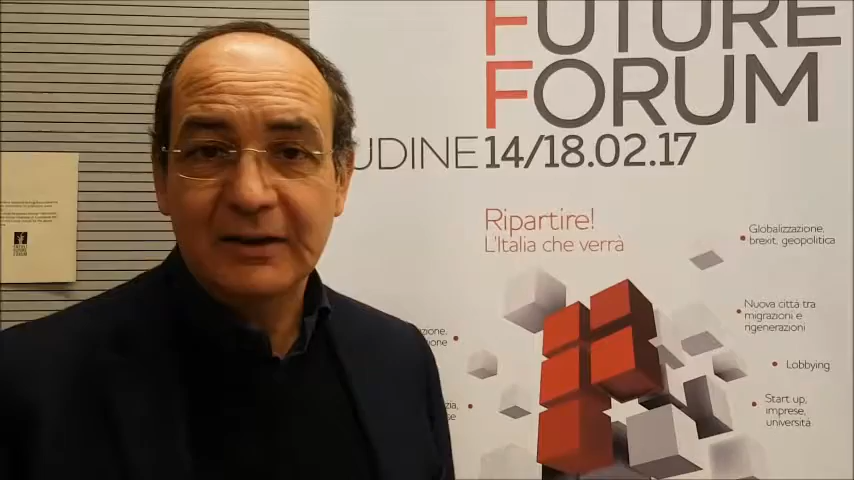 FUTURE
FORUM
UDINE 14/18.02.17
Ripartire!
L'Italia che verrà
Globalizzazione,
brexit, geopolitica
Nuova città tra
migrazioni e
rigenerazioni
Lobbying
Start up,
imprese,
università